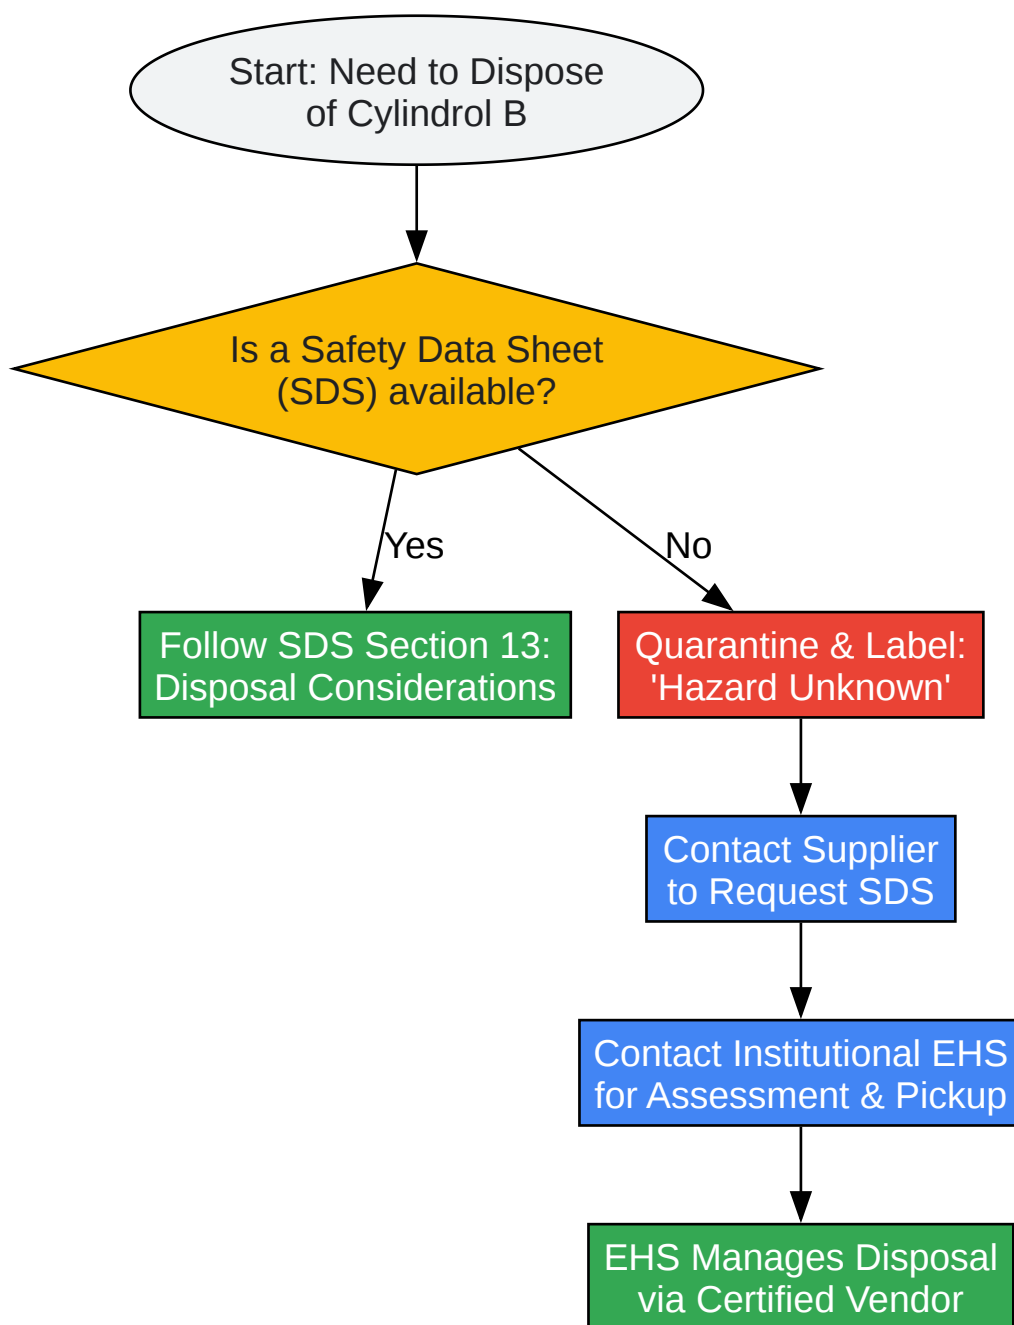 Start: Need to Dispose
of Cylindrol B
Is a Safety Data Sheet
(SDS) available?
Yes
No
Follow SDS Section 13:
Disposal Considerations
Quarantine & Label:
'Hazard Unknown'
Contact Supplier
to Request SDS
Contact Institutional EHS
for Assessment & Pickup
EHS Manages Disposal
via Certified Vendor